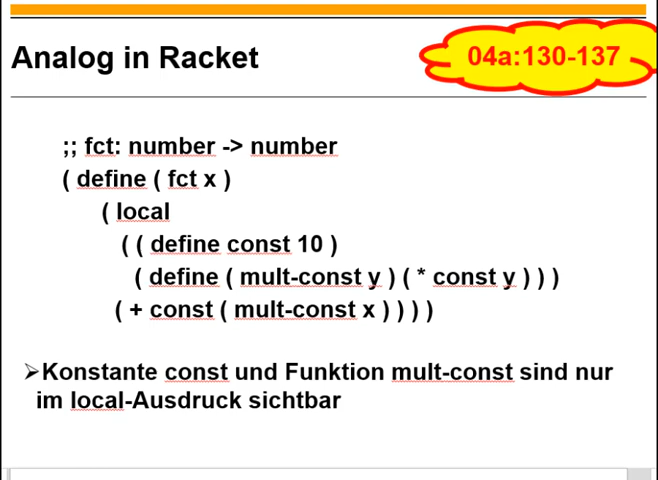 Analog in Racket
04a:130-137
;; fct: number -> number
( define ( fct x )
( local
( ( define const 10 )
( define ( mult-const y ) ( * const y ) ) )
( + const ( mult-const x ) ) ) )
➢Konstante const und Funktion mult-const sind nur
im local-Ausdruck sichtbar